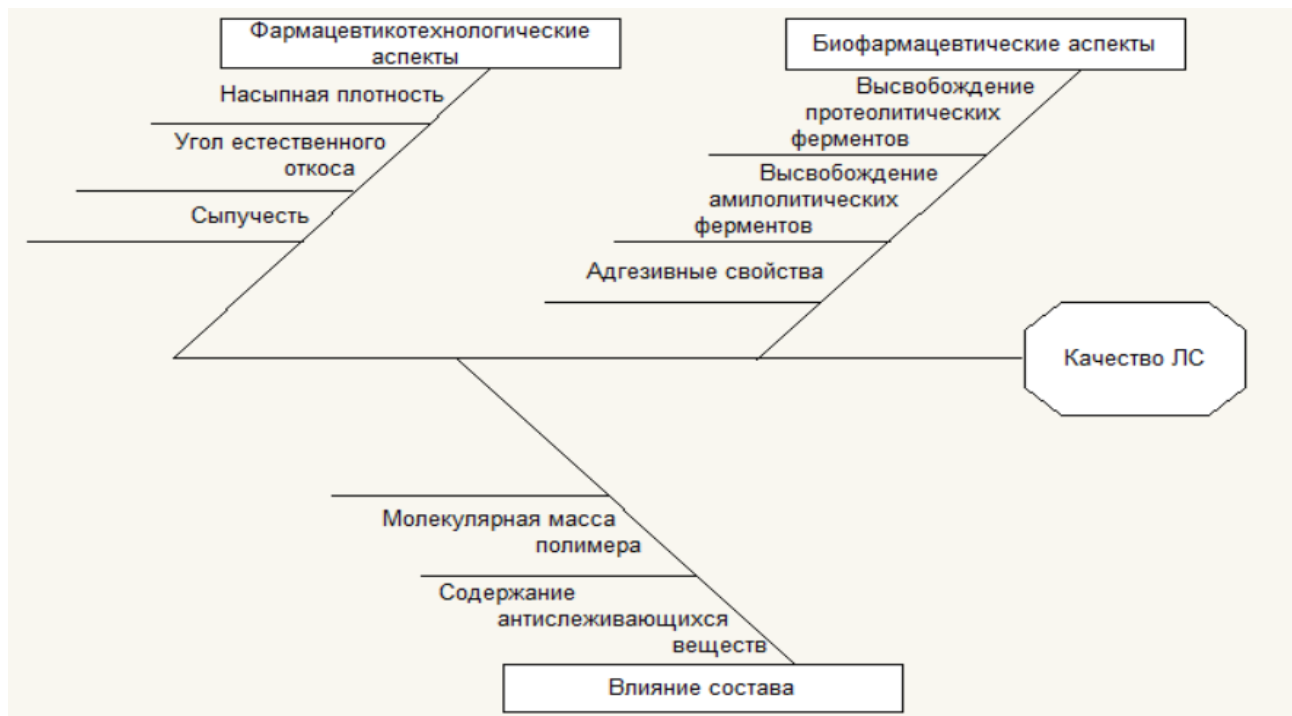 Фармацевтикотехнологические
аспекты
Насыпная плотность
Угол естественного
откоса
Сыпучесть
Биофармацевтические аспекты
Высвобождение
протеолитических
ферментов
Высвобождение
амилолитических
ферментов
Адгезивные свойства
Качество ЛС
Молекулярная масса
полимера
Содержание
антислеживающихся
веществ
Влияние состава